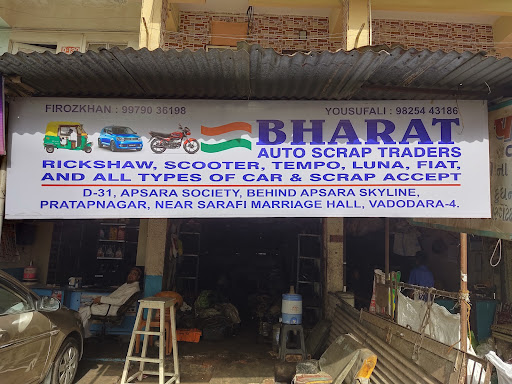 FIROZKHAN : 99790 36198
YOUSUFALI : 98254 43186
BHARAT
AUTO SCRAP TRADERS
RICKSHAW, SCOOTER, TEMPO, LUNA, FIAT,
AND ALL TYPES OF CAR & SCRAP ACCEPT
D-31, APSARA SOCIETY, BEHIND APSARA SKYLINE,
PRATAPNAGAR, NEAR SARAFI MARRIAGE HALL, VADODARA-4.